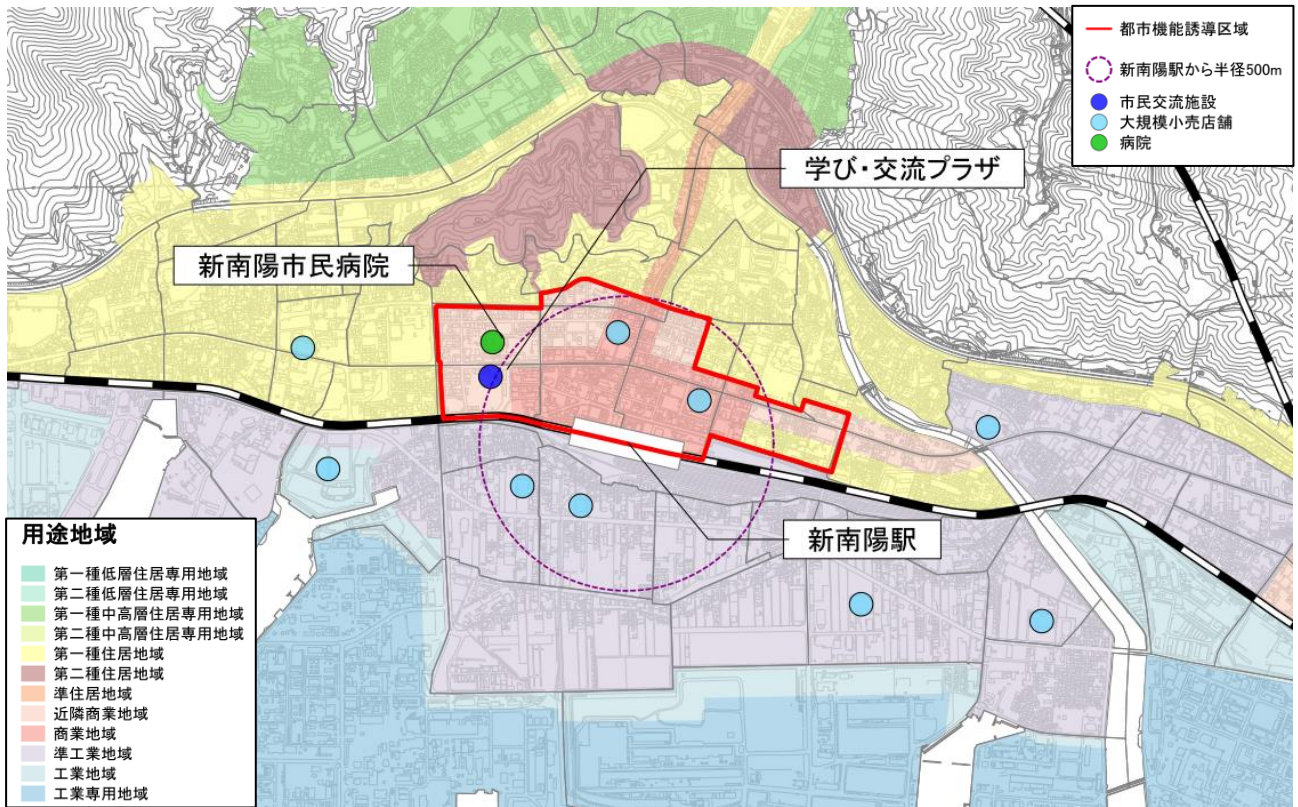 都市機能誘導区域
新南陽駅から半径500m
市民交流施設
大規模小売店舗
病院
学び・交流プラザ
新南陽市民病院
新南陽駅
用途地域
第一種低層住居専用地域
第二種低層住居専用地域
第一種中高層住居専用地域
第二種中高層住居専用地域
第一種住居地域
第二種住居地域
準住居地域
近隣商業地域
商業地域
準工業地域
工業地域
工業専用地域